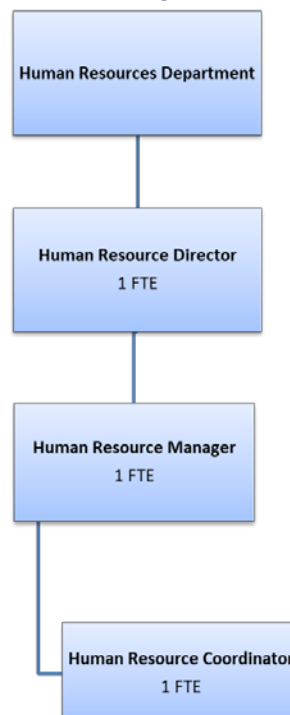 Human Resources Department
Human Resource Director
1 FTE
Human Resource Manager
1 FTE
Human Resource Coordinator
1 FTE